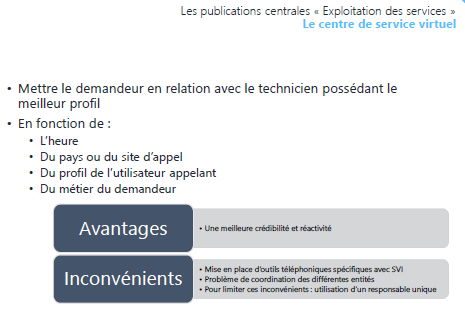 Les publications centrales « Exploitation des services »
Le centre de service virtuel
• Mettre le demandeur en relation avec le technicien possédant le
meilleur profil
• En fonction de :
• L'heure
• Du pays ou du site d'appel
• Du profil de l'utilisateur appelant
• Du métier du demandeur
Avantages
• Une meilleure crédibilité et réactivité
Inconvénients
• Mise en place d'outils téléphoniques spécifiques avec SVI
• Problème de coordination des différentes entités
• Pour limiter ces inconvénients : utilisation d'un responsable unique